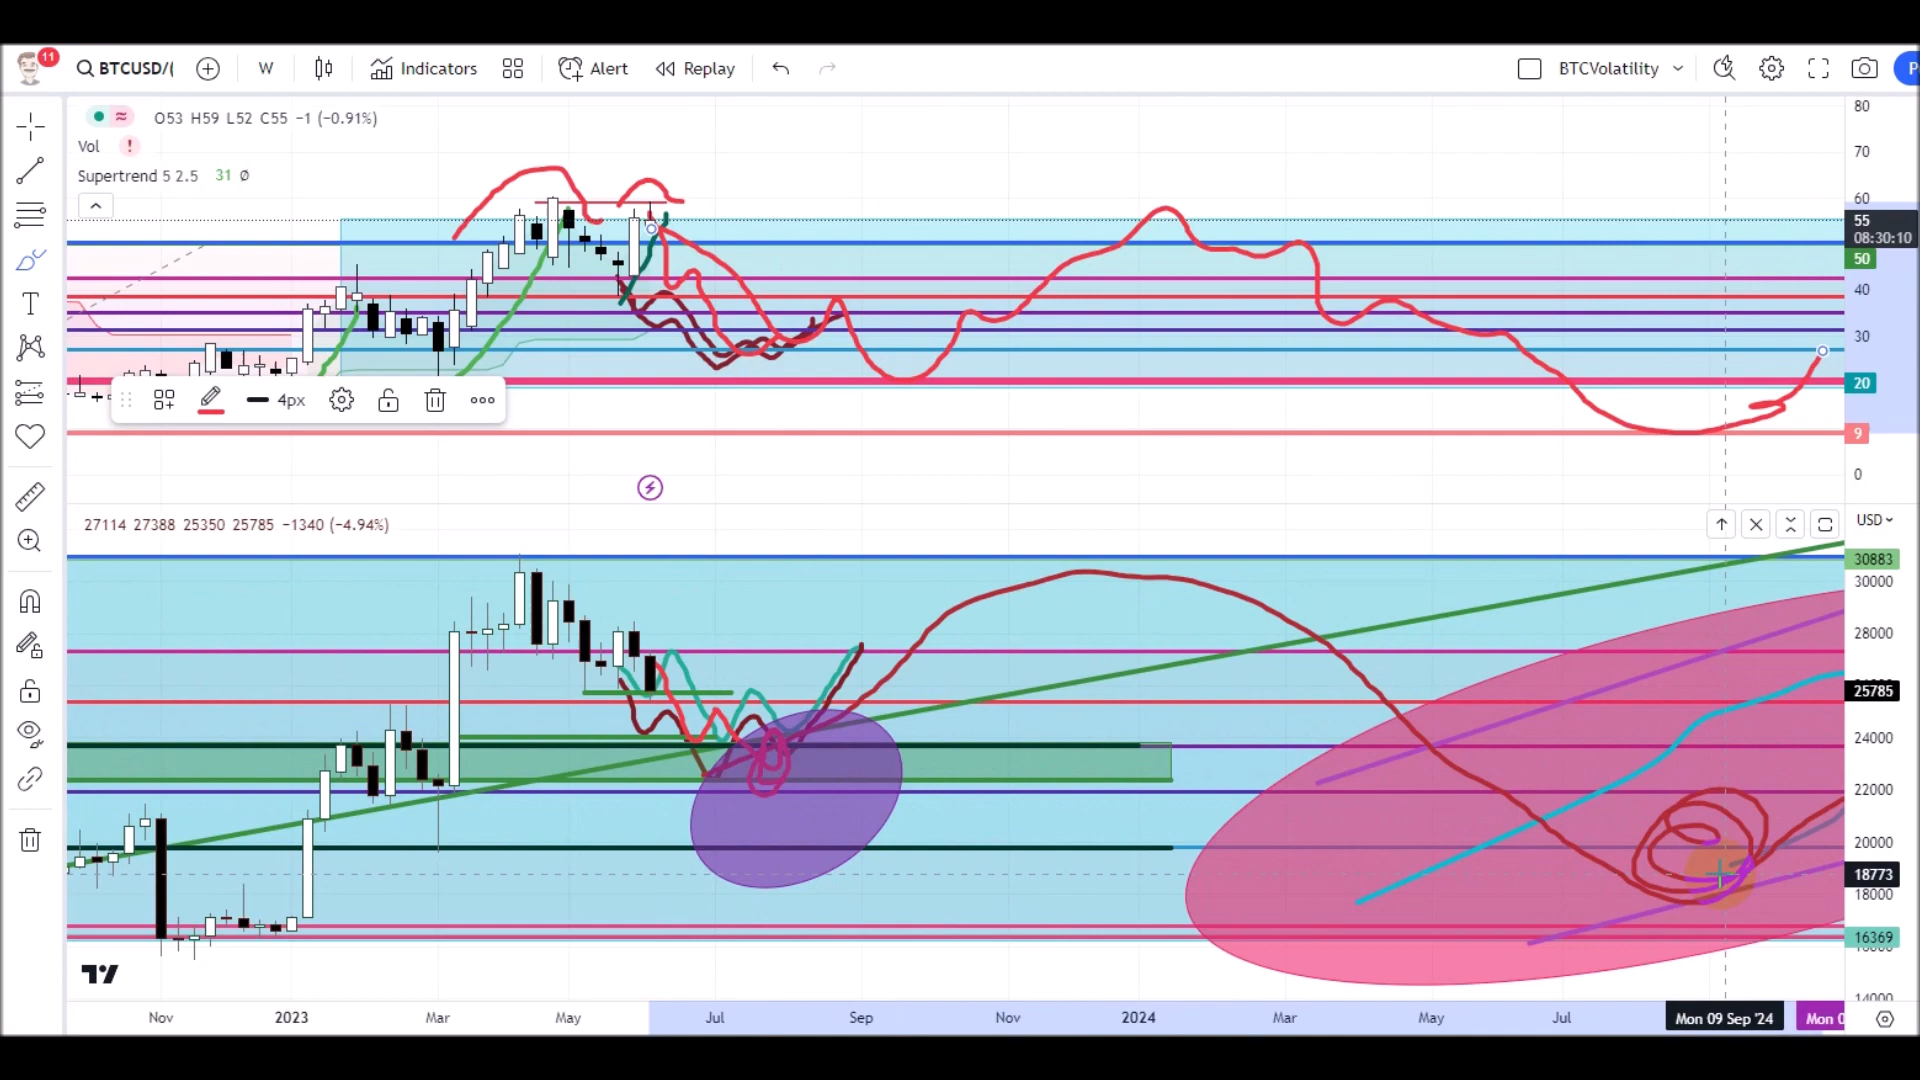 11
BTCUSD/(
W
Indicators
Alert
Replay
BTCVolatility
P
O53 H59 L52 C55 −1 (−0.91%)
Vol !
Supertrend 5 2.5 31 Ø
80
70
60
55
08:30:10
50
40
30
20
9
0
4px
27114 27388 25350 25785 −1340 (−4.94%)
USD
30883
30000
28000
25785
24000
22000
20000
18773
18000
16369
14000
Nov 2023 Mar May Jul Sep Nov 2024 Mar May Jul Mon 09 Sep '24 Mon 0